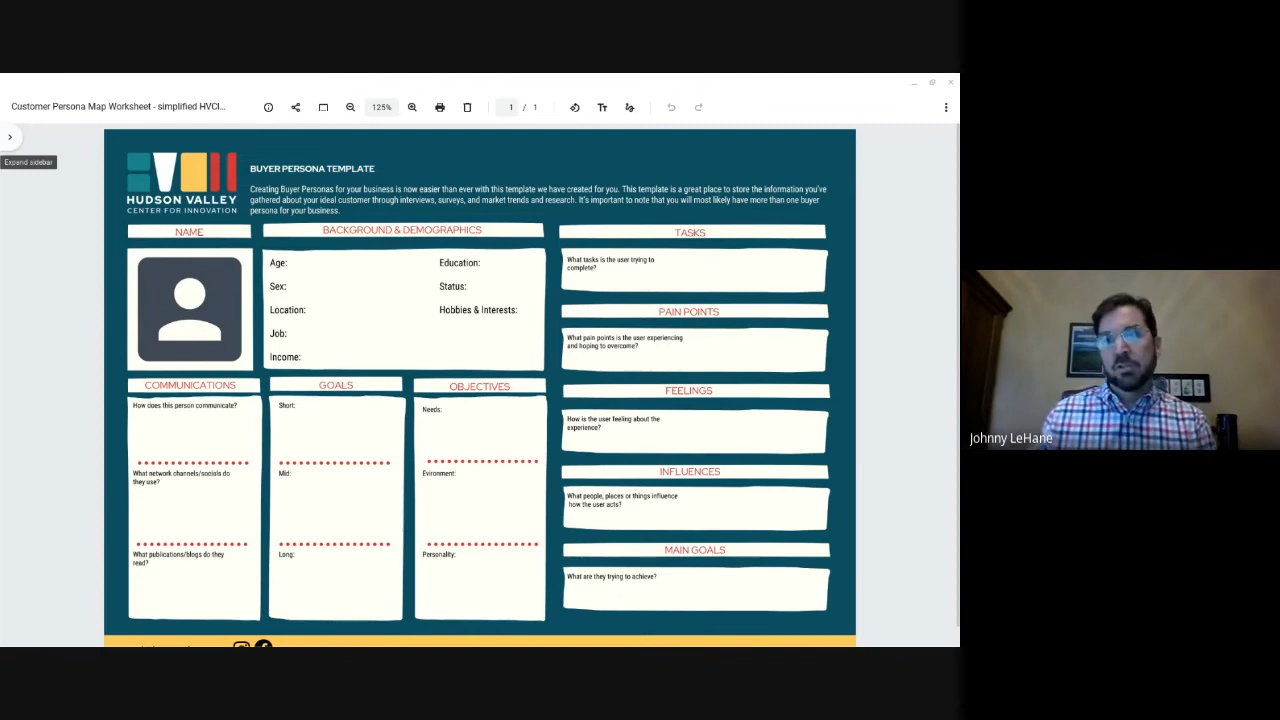 Customer Persona Map Worksheet - simplified HVCI...
125%
1 / 1
Expand sidebar
HUDSON VALLEY
CENTER FOR INNOVATION
BUYER PERSONA TEMPLATE
Creating Buyer Personas for your business is now easier than ever with this template we have created for you. This template is a great place to store the information you've
gathered about your ideal customer through interviews, surveys, and market trends and research. It's important to note that you will most likely have more than one buyer
persona for your business.
NAME
BACKGROUND & DEMOGRAPHICS
Age:
Education:
Sex:
Status:
Location:
Hobbies & Interests:
Job:
Income:
COMMUNICATIONS
How does this person communicate?
What network channels/socials do
they use?
What publications/blogs do they
read?
GOALS
Short:
Mid:
Long:
OBJECTIVES
Needs:
Evironment:
Personality:
TASKS
What tasks is the user trying to
complete?
PAIN POINTS
What pain points is the user experiencing
and hoping to overcome?
FEELINGS
How is the user feeling about the
experience?
INFLUENCES
What people, places or things influence
how the user acts?
MAIN GOALS
What are they trying to achieve?
Johnny LeHane